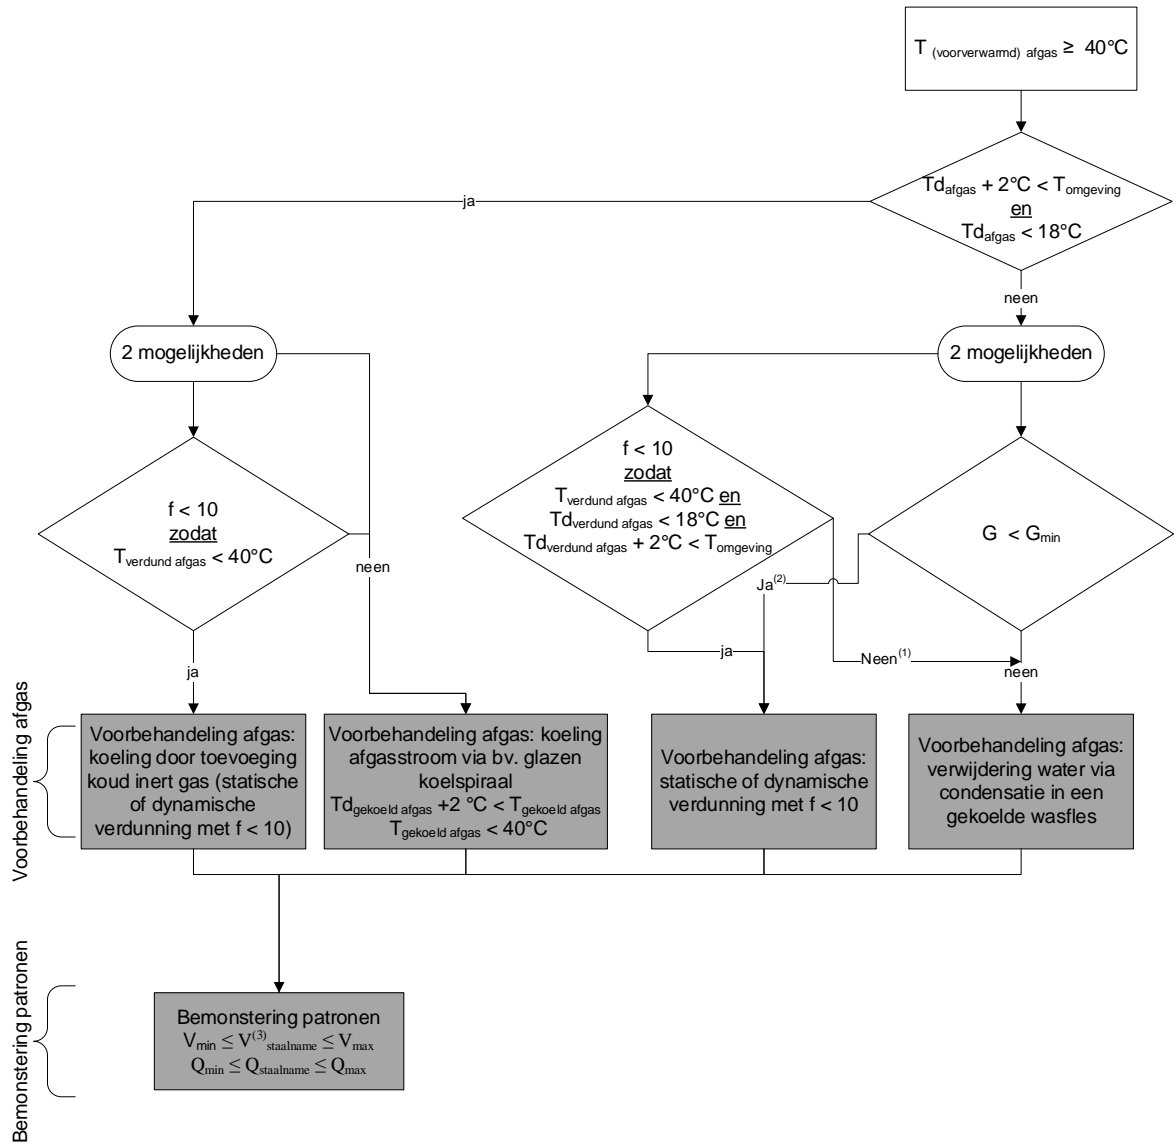 T (voorverwarmd) afgas ≥ 40°C
Td afgas + 2°C < T omgeving
en
Td afgas < 18°C
ja
neen
2 mogelijkheden
2 mogelijkheden
f < 10
zodat
T verdund afgas < 40°C
f < 10
zodat
T verdund afgas < 40°C en
Td verdund afgas < 18°C en
Td verdund afgas + 2°C < T omgeving
G < G min
neen
Ja(2)
ja
ja
Neen(1)
neen
Voorbehandeling afgas
Voorbehandeling afgas:
koeling door toevoeging
koud inert gas (statische
of dynamische
verdunning met f < 10)
Voorbehandeling afgas: koeling
afgasstroom via bv. glazen
koelspiraal
Td gekoeld afgas +2 °C < T gekoeld afgas
T gekoeld afgas < 40°C
Voorbehandeling afgas:
statische of dynamische
verdunning met f < 10
Voorbehandeling afgas:
verwijdering water via
condensatie in een
gekoelde wasfles
Bemonstering patronen
Bemonstering patronen
V min ≤ V(3) staalname ≤ V max
Q min ≤ Q staalname ≤ Q max